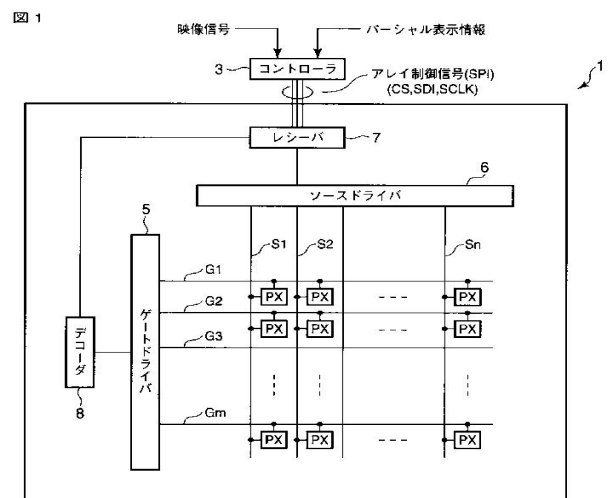 図 1
映像信号
パーシャル表示情報
3
コントローラ
アレイ制御信号(SPI)
(CS,SDI,SCLK)
1
レシーバ
7
6
ソースドライバ
5
S1
S2
Sn
G1
PX
PX
- - -
PX
G2
PX
PX
- - -
PX
G3
デコーダ
8
ゲートドライバ
Gm
PX
PX
- - -
PX